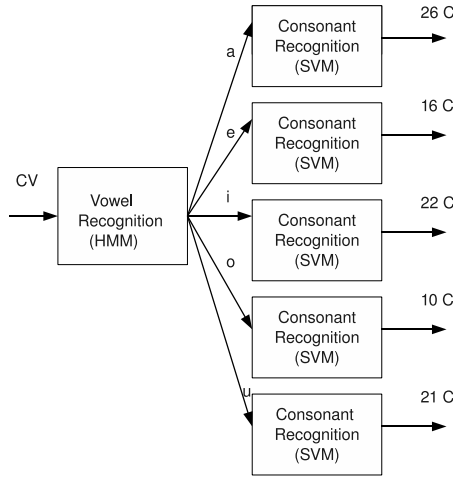 26 C
Consonant
Recognition
(SVM)
a
16 C
Consonant
Recognition
(SVM)
e
CV
Vowel
Recognition
(HMM)
i
22 C
Consonant
Recognition
(SVM)
o
10 C
Consonant
Recognition
(SVM)
u
21 C
Consonant
Recognition
(SVM)